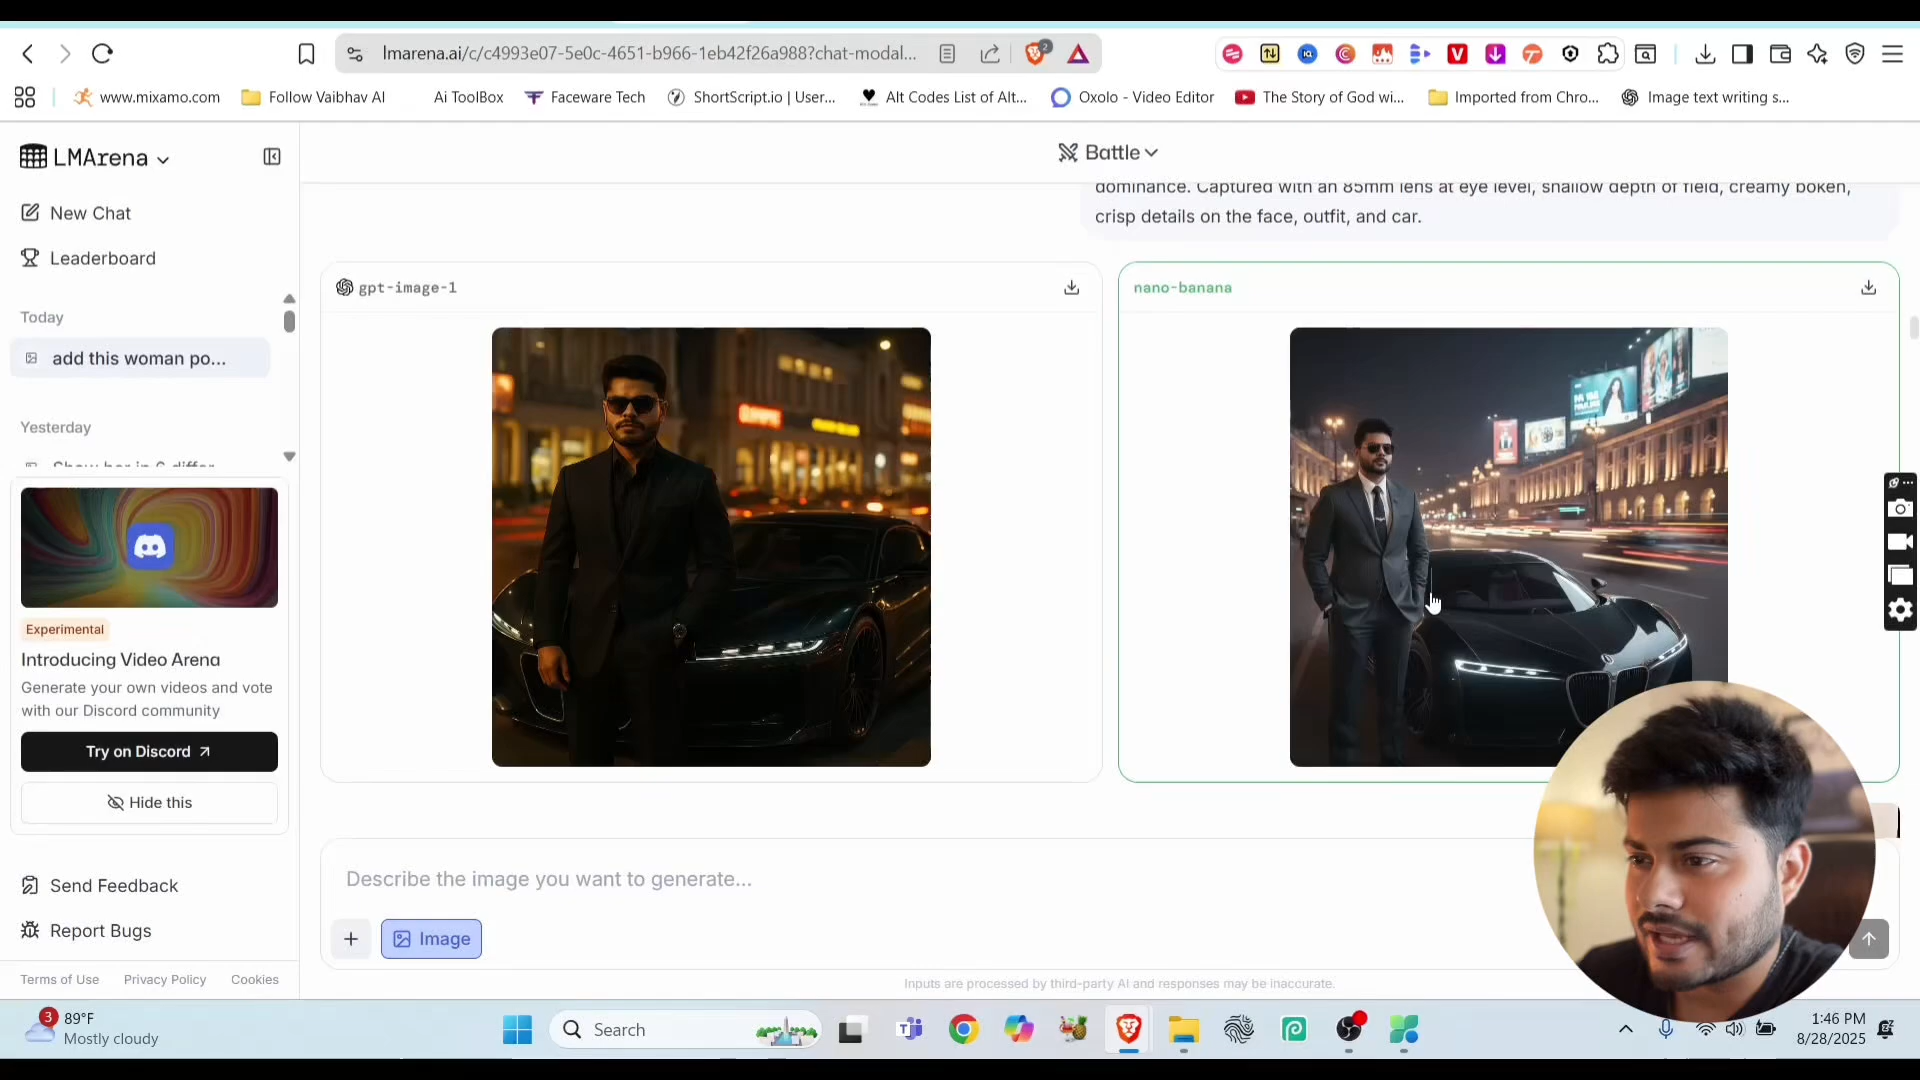 lmarena.ai/c/c4993e07-5e0c-4651-b966-1eb42f26a988?chat-modal...
2
www.mixamo.com
Follow Vaibhav AI
Ai ToolBox
Faceware Tech
ShortScript.io | User...
Alt Codes List of Alt...
Oxolo - Video Editor
The Story of God wi...
Imported from Chro...
Image text writing s...
LMArena
Battle
New Chat
Leaderboard
Today
add this woman po...
Yesterday
dominance. Captured with an 85mm lens at eye level, shallow depth of field, creamy bokeh,
crisp details on the face, outfit, and car.
gpt-image-1
nano-banana
Experimental
Introducing Video Arena
Generate your own videos and vote
with our Discord community
Try on Discord
Hide this
Send Feedback
Report Bugs
Terms of Use
Privacy Policy
Cookies
Describe the image you want to generate...
Image
Inputs are processed by third-party AI and responses may be inaccurate.
3
89°F
Mostly cloudy
Search
1:46 PM
8/28/2025